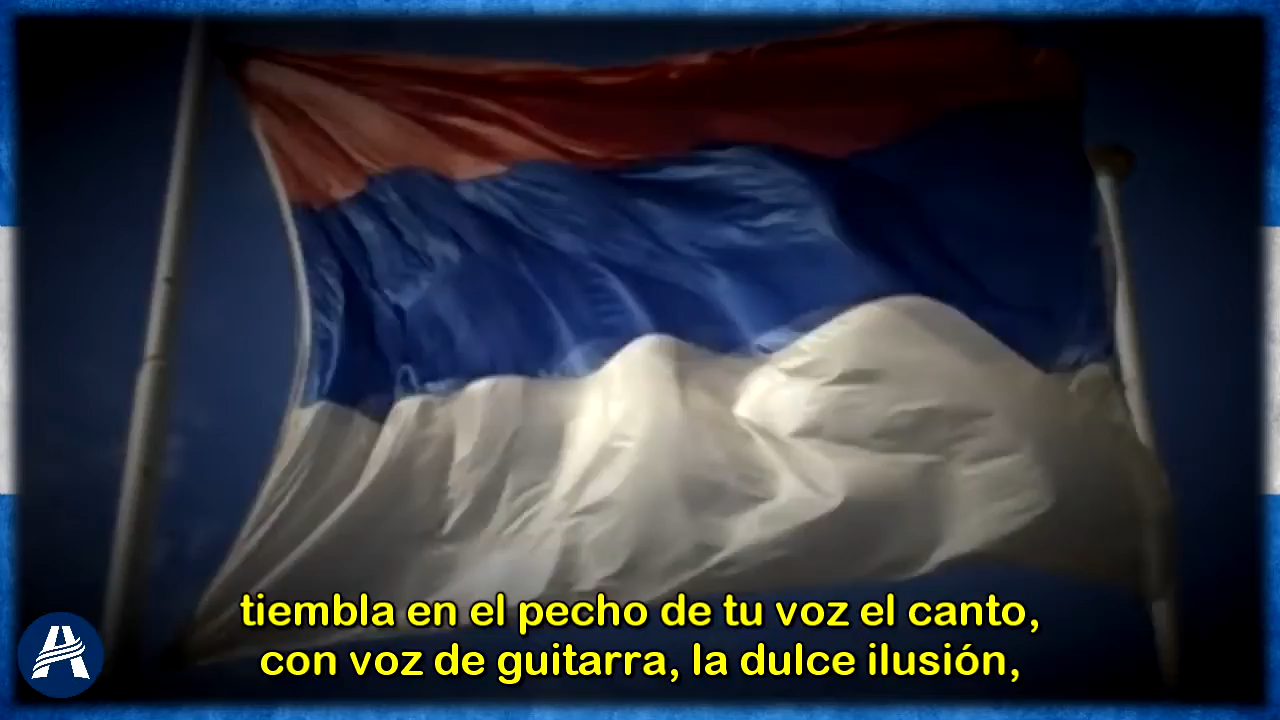 tiembla en el pecho de tu voz el canto,
con voz de guitarra, la dulce ilusión,